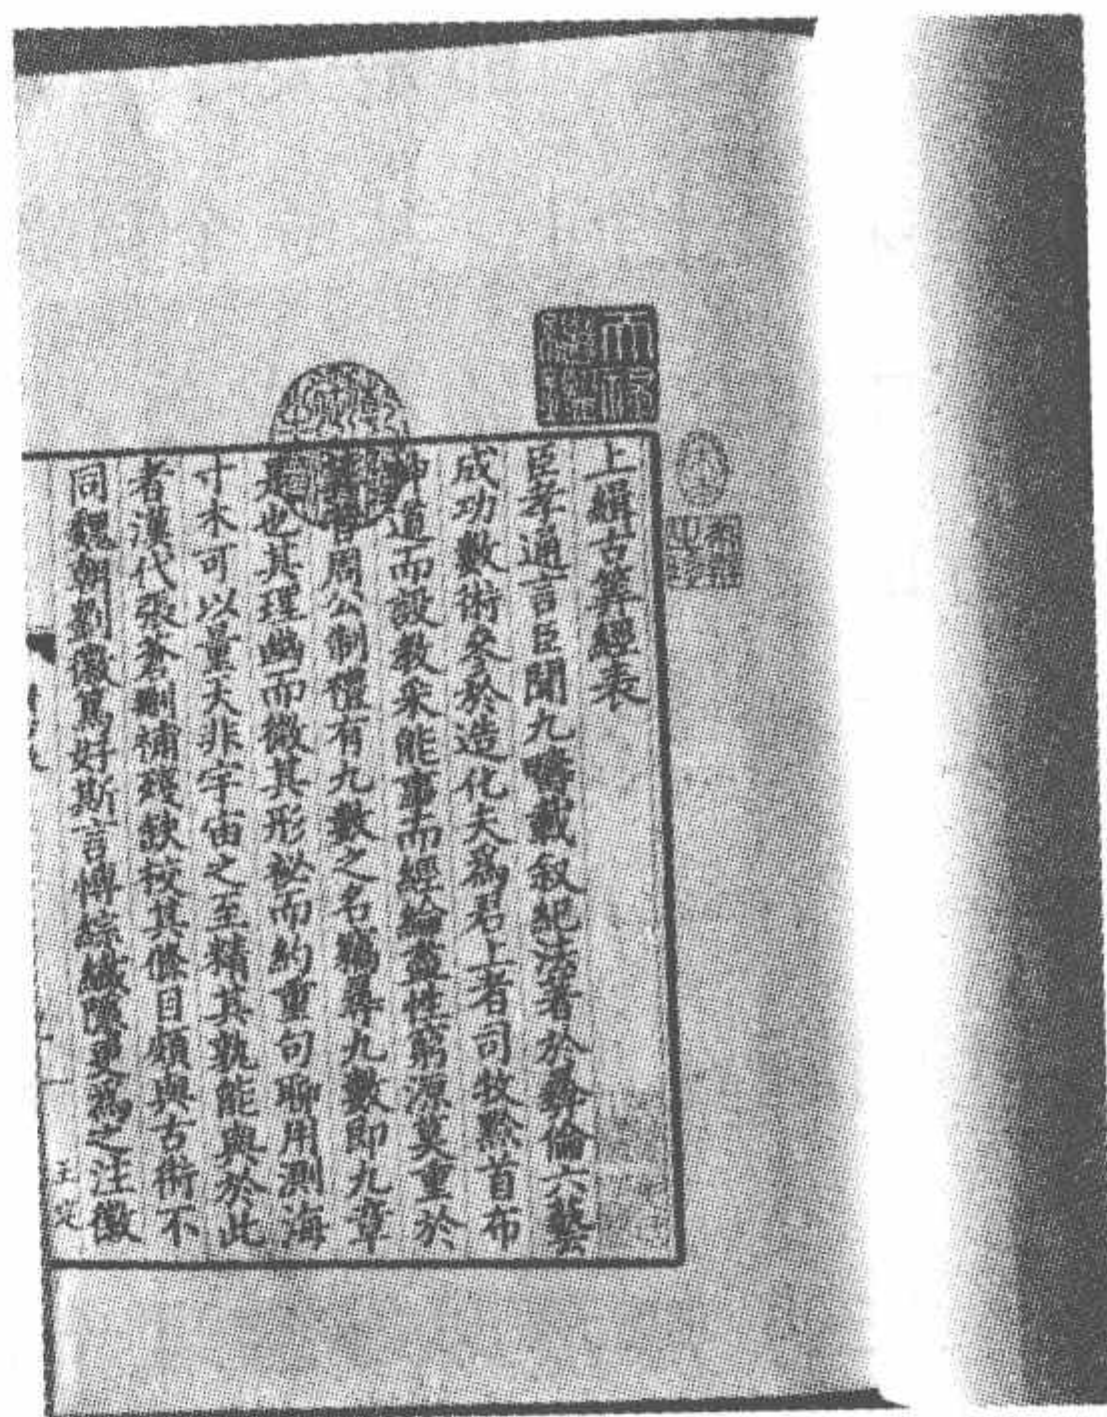 上緝古算經表
臣孝通言臣聞九疇載叙紀法著於彝倫六藝
成功數術參於造化夫爲君上者司牧黔首布
神道而設教采能事而經綸盡性窮源莫重於
昔周公制禮有九數之名竊尋九數即九章
是也其理幽而微其形祕而約重句聊用測海
寸木可以量天非宇宙之至精其孰能與於此
者漢代張蒼刪補殘缺校其條目頗與古術不
同魏朝劉徽篤好斯言博綜纖隱更爲之注徽
王定